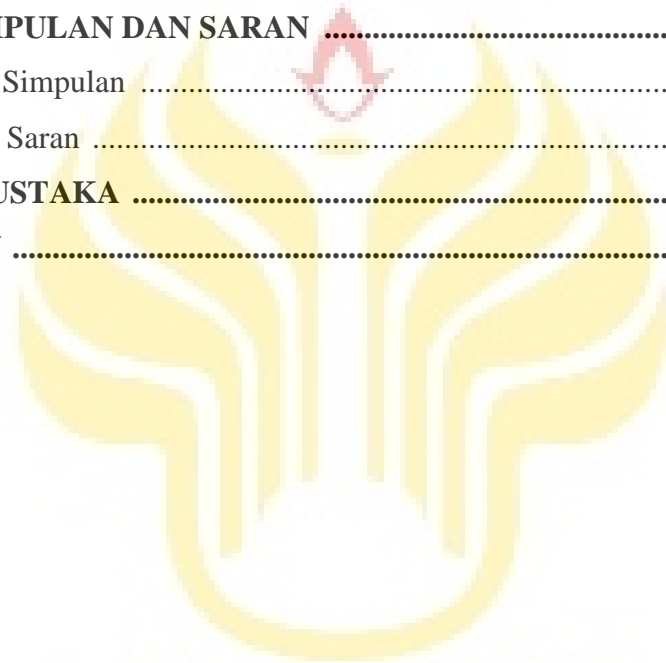 IPULAN DAN SARAN ........................................
Simpulan ................................................................
Saran ......................................................................
USTAKA ................................................................
................................................................................